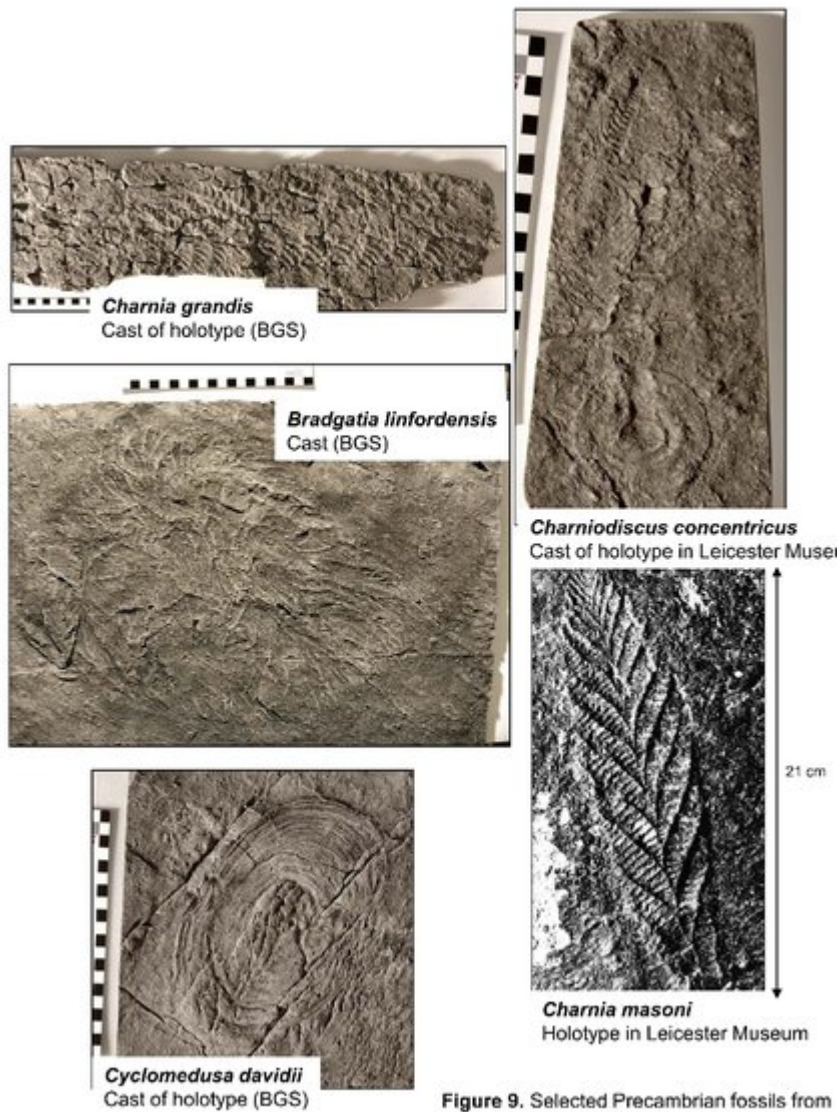 Charnia grandis
Cast of holotype (BGS)
Bradgatia linfordensis
Cast (BGS)
Charniodiscus concentricus
Cast of holotype in Leicester Museu
21 cm
Charnia masoni
Holotype in Leicester Museum
Cyclomedusa davidii
Cast of holotype (BGS)
Figure 9. Selected Precambrian fossils from